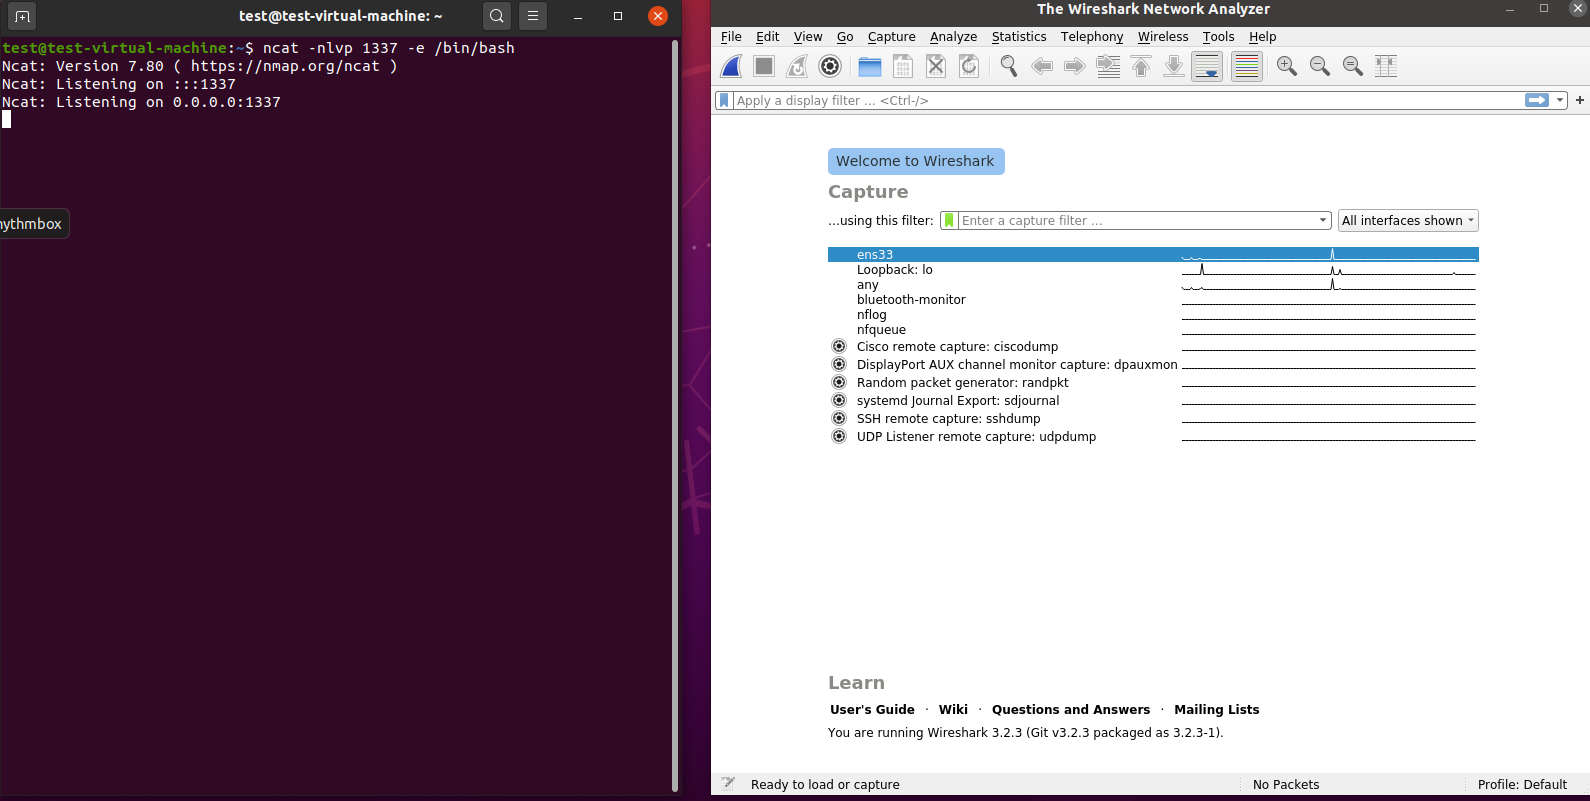 test@test-virtual-machine: ~
test@test-virtual-machine:~$ ncat -nlvp 1337 -e /bin/bash
Ncat: Version 7.80 ( https://nmap.org/ncat )
Ncat: Listening on :::1337
Ncat: Listening on 0.0.0.0:1337
hythmbox
The Wireshark Network Analyzer
File Edit View Go Capture Analyze Statistics Telephony Wireless Tools Help
Apply a display filter ... <Ctrl-/>
Welcome to Wireshark
Capture
...using this filter: Enter a capture filter ... All interfaces shown
ens33
Loopback: lo
any
bluetooth-monitor
nflog
nfqueue
Cisco remote capture: ciscodump
DisplayPort AUX channel monitor capture: dpauxmon
Random packet generator: randpkt
systemd Journal Export: sdjournal
SSH remote capture: sshdump
UDP Listener remote capture: udpdump
Learn
User's Guide · Wiki · Questions and Answers · Mailing Lists
You are running Wireshark 3.2.3 (Git v3.2.3 packaged as 3.2.3-1).
Ready to load or capture No Packets Profile: Default